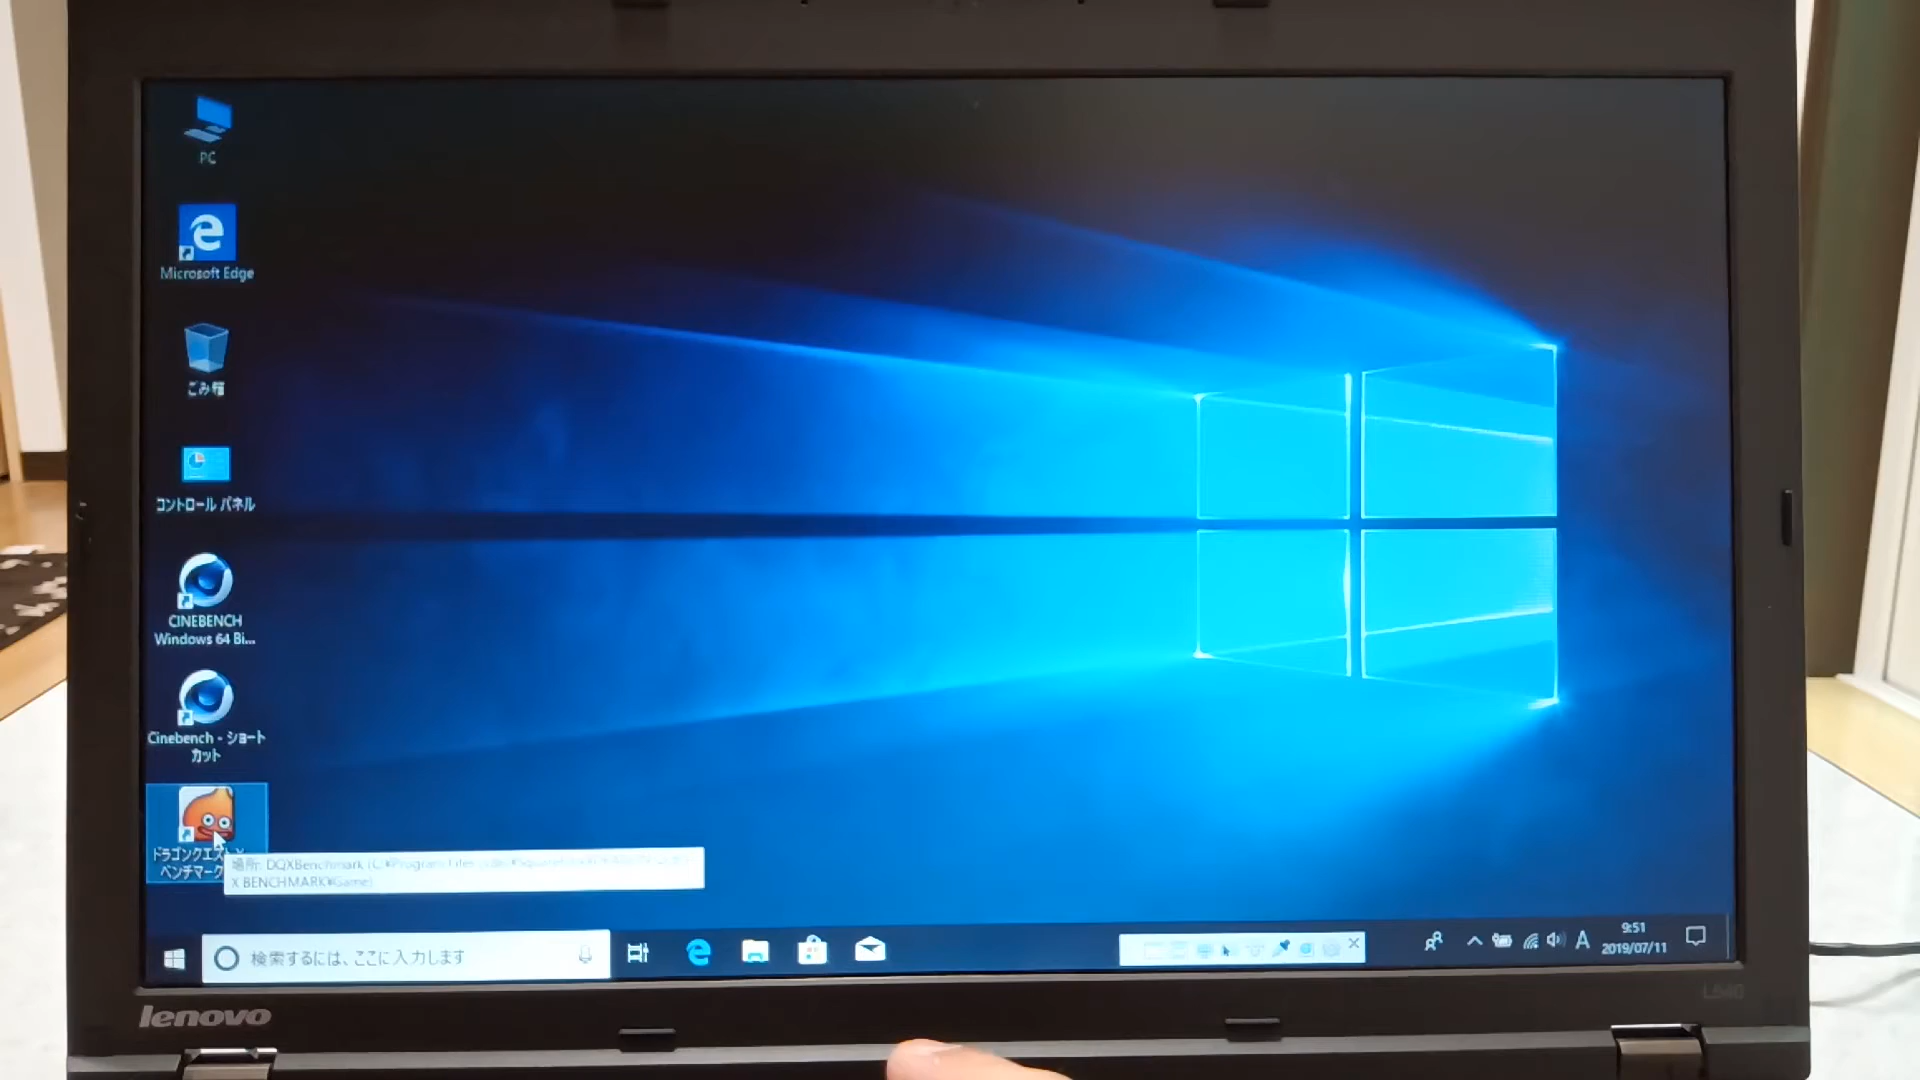 PC
Microsoft Edge
ごみ箱
コントロール パネル
CINEBENCH
Windows 64 Bi...
Cinebench - ショート
カット
ドラゴンクエスト
ベンチマーク
場所: DQXBenchmark (C:¥Program Files
X BENCHMARK¥Game)
検索するには、ここに入力します
A
9:51
2019/07/11
lenovo
L540